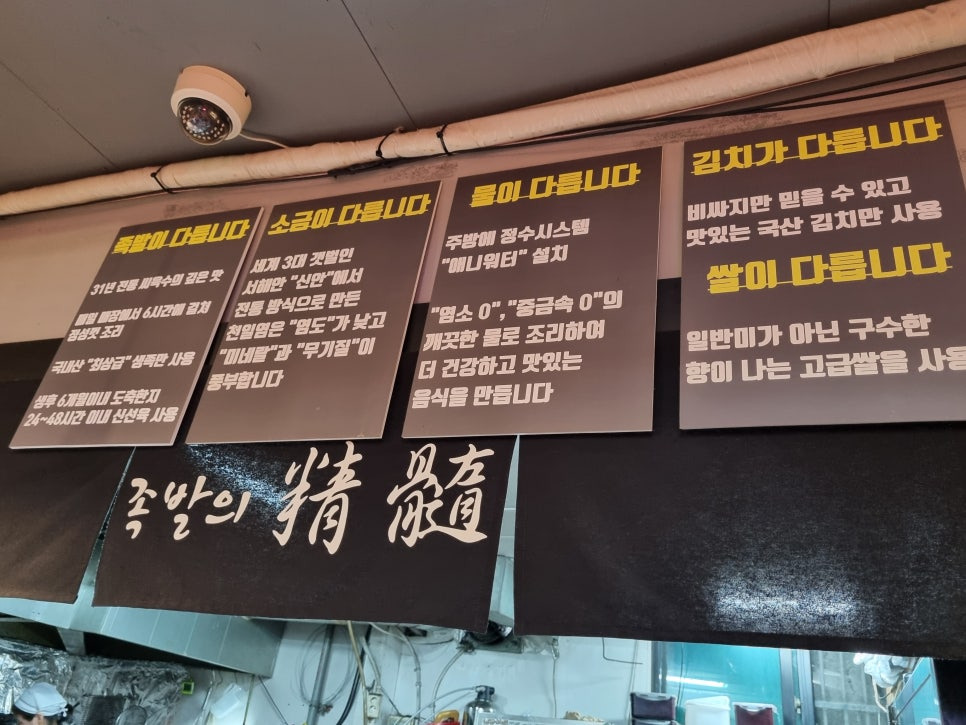 족발이 다릅니다
31년 전통 씨육수의 깊은 맛
매일 매장에서 6시간에 걸쳐
정성껏 조리
국내산 "최상급" 생족만 사용
생후 6개월이내 도축한지
24~48시간 이내 신선육 사용
소금이 다릅니다
세계 3대 갯벌인
서해안 "신안"에서
전통 방식으로 만든
천일염은 "염도"가 낮고
"미네랄"과 "무기질"이
풍부합니다
물이 다릅니다
주방에 정수시스템
"애니워터" 설치
"염소 0", "중금속 0"의
깨끗한 물로 조리하여
더 건강하고 맛있는
음식을 만듭니다
김치가 다릅니다
비싸지만 믿을 수 있고
맛있는 국산 김치만 사용
쌀이 다릅니다
일반미가 아닌 구수한
향이 나는 고급쌀을 사용
족발의 精髓